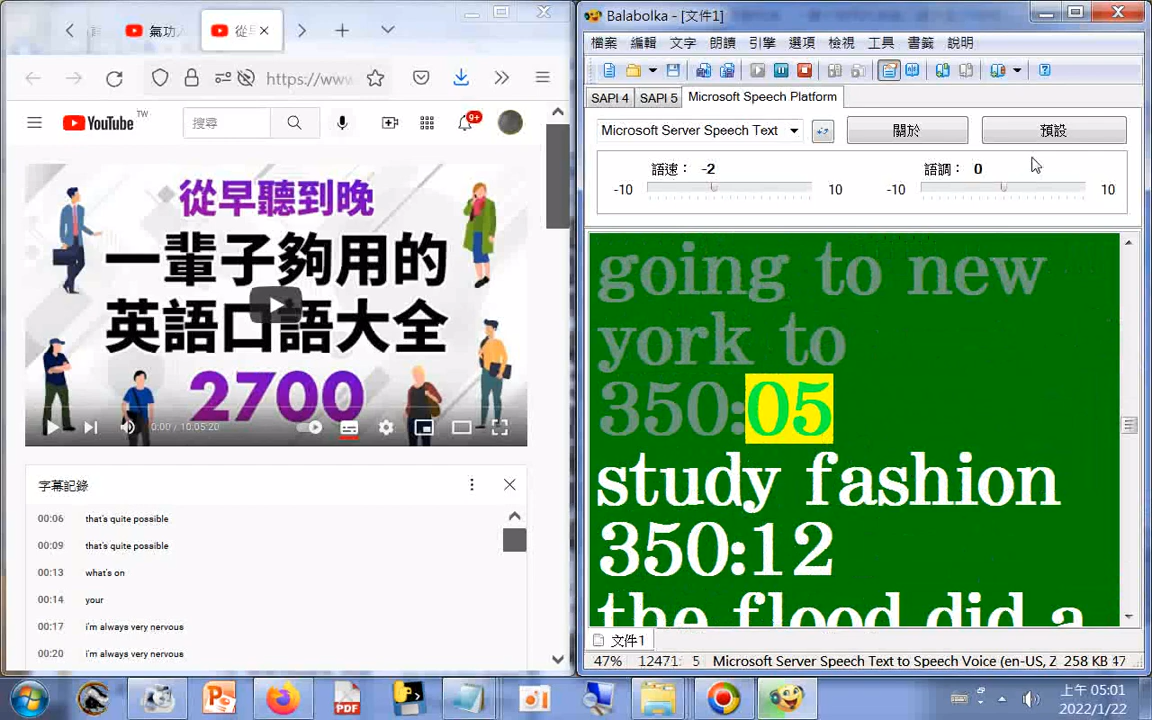 氣功
從
https://www.
YouTube TW
搜尋
9+
從早聽到晚
一輩子夠用的
英語口語大全
2700
0:00 / 10:05:20
字幕記錄
00:06 that's quite possible
00:09 that's quite possible
00:13 what's on
00:14 your
00:17 i'm always very nervous
00:20 i'm always very nervous
Balabolka - [文件1]
檔案 編輯 文字 朗讀 引擎 選項 檢視 工具 書籤 說明
SAPI 4 SAPI 5 Microsoft Speech Platform
Microsoft Server Speech Text 關於 預設
語速： -2 語調： 0
-10 10 -10 10
going to new
york to
350:05
study fashion
350:12
the flood did a
文件1
47% 12471: 5 Microsoft Server Speech Text to Speech Voice (en-US, Z 258 KB 47
PDF
上午 05:01
2022/1/22